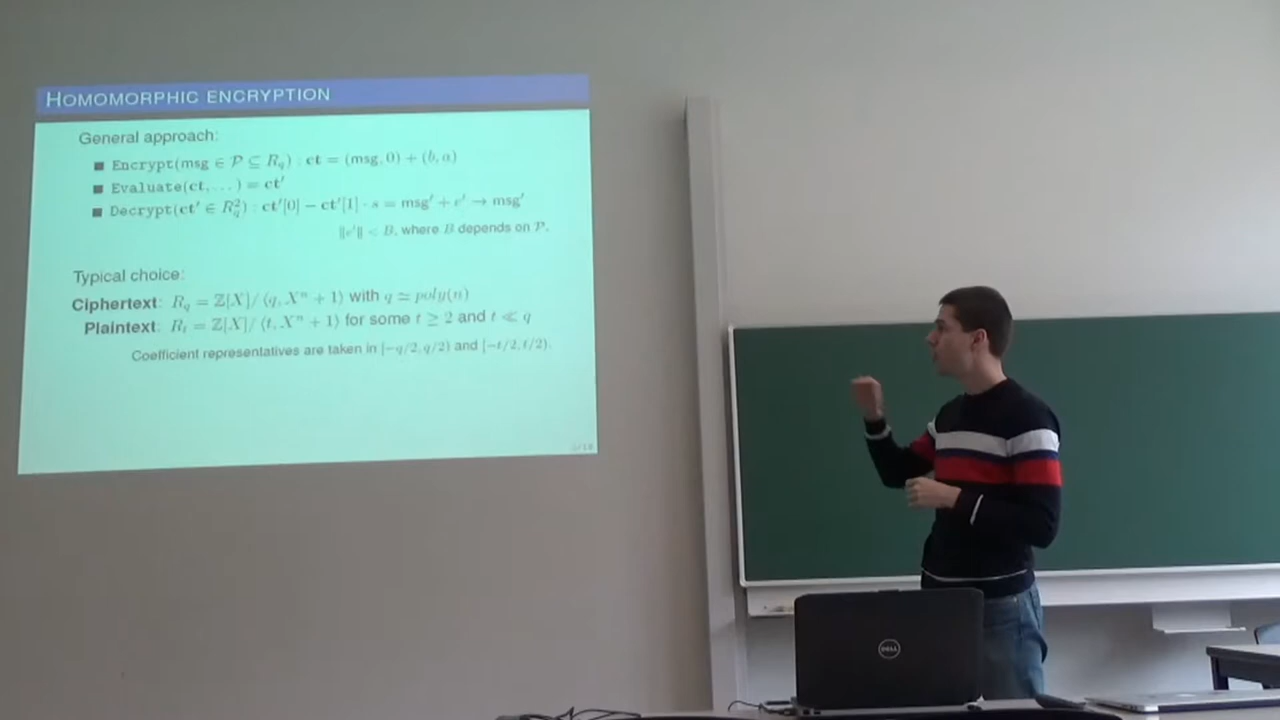 HOMOMORPHIC ENCRYPTION
General approach:
■ Encrypt(msg ∈ 𝒫 ⊆ R_q) : ct = (msg, 0) + (b, a)
■ Evaluate(ct, . . . ) = ct′
■ Decrypt(ct′ ∈ R_q^2) : ct′[0] − ct′[1] · s = msg′ + e′ → msg′
‖e′‖ < B, where B depends on 𝒫.
Typical choice:
Ciphertext: R_q = ℤ[X]/⟨q, X^n + 1⟩ with q ≃ poly(n)
Plaintext: R_t = ℤ[X]/⟨t, X^n + 1⟩ for some t ≥ 2 and t ≪ q
Coefficient representatives are taken in [−q/2, q/2) and [−t/2, t/2).
DELL